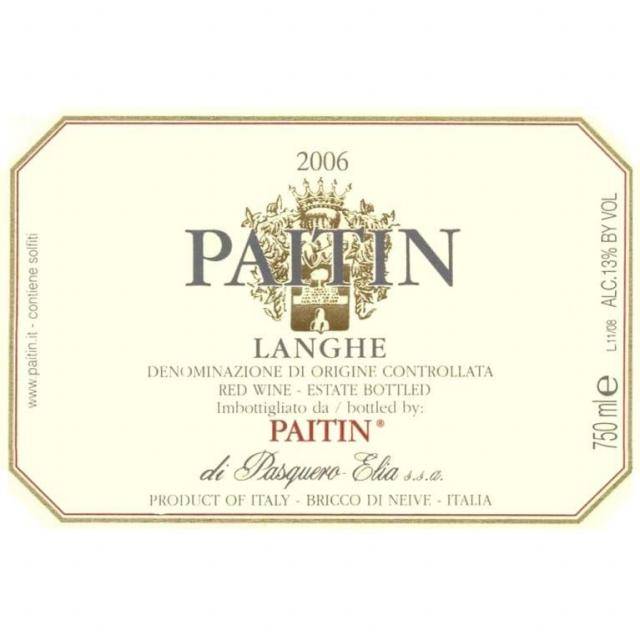 2006
PAITIN
LANGHE
DENOMINAZIONE DI ORIGINE CONTROLLATA
RED WINE - ESTATE BOTTLED
Imbottigliato da / bottled by:
PAITIN®
di Pasquero-Elia s.s.a.
PRODUCT OF ITALY - BRICCO DI NEIVE - ITALIA
www.paitin.it - contiene solfiti
750 ml e
L.11/08 ALC.13% BY VOL